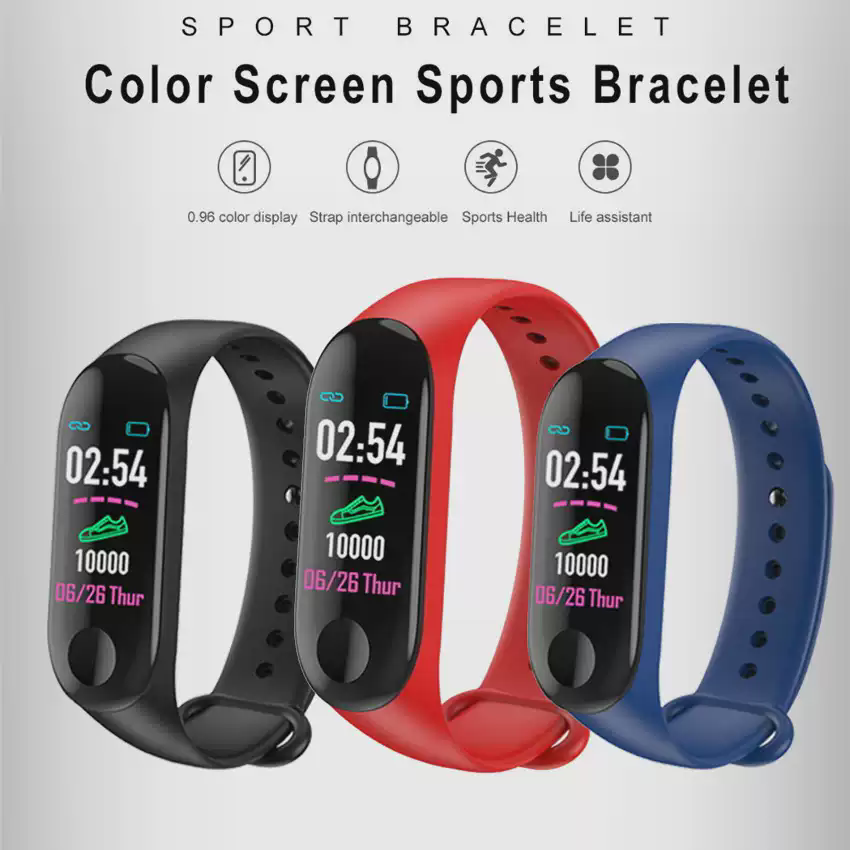 SPORT BRACELET
Color Screen Sports Bracelet
0.96 color display
Strap interchangeable
Sports Health
Life assistant
02:54
10000
06/26 Thur
02:54
10000
06/26 Thur
02:54
10000
06/26 Thur